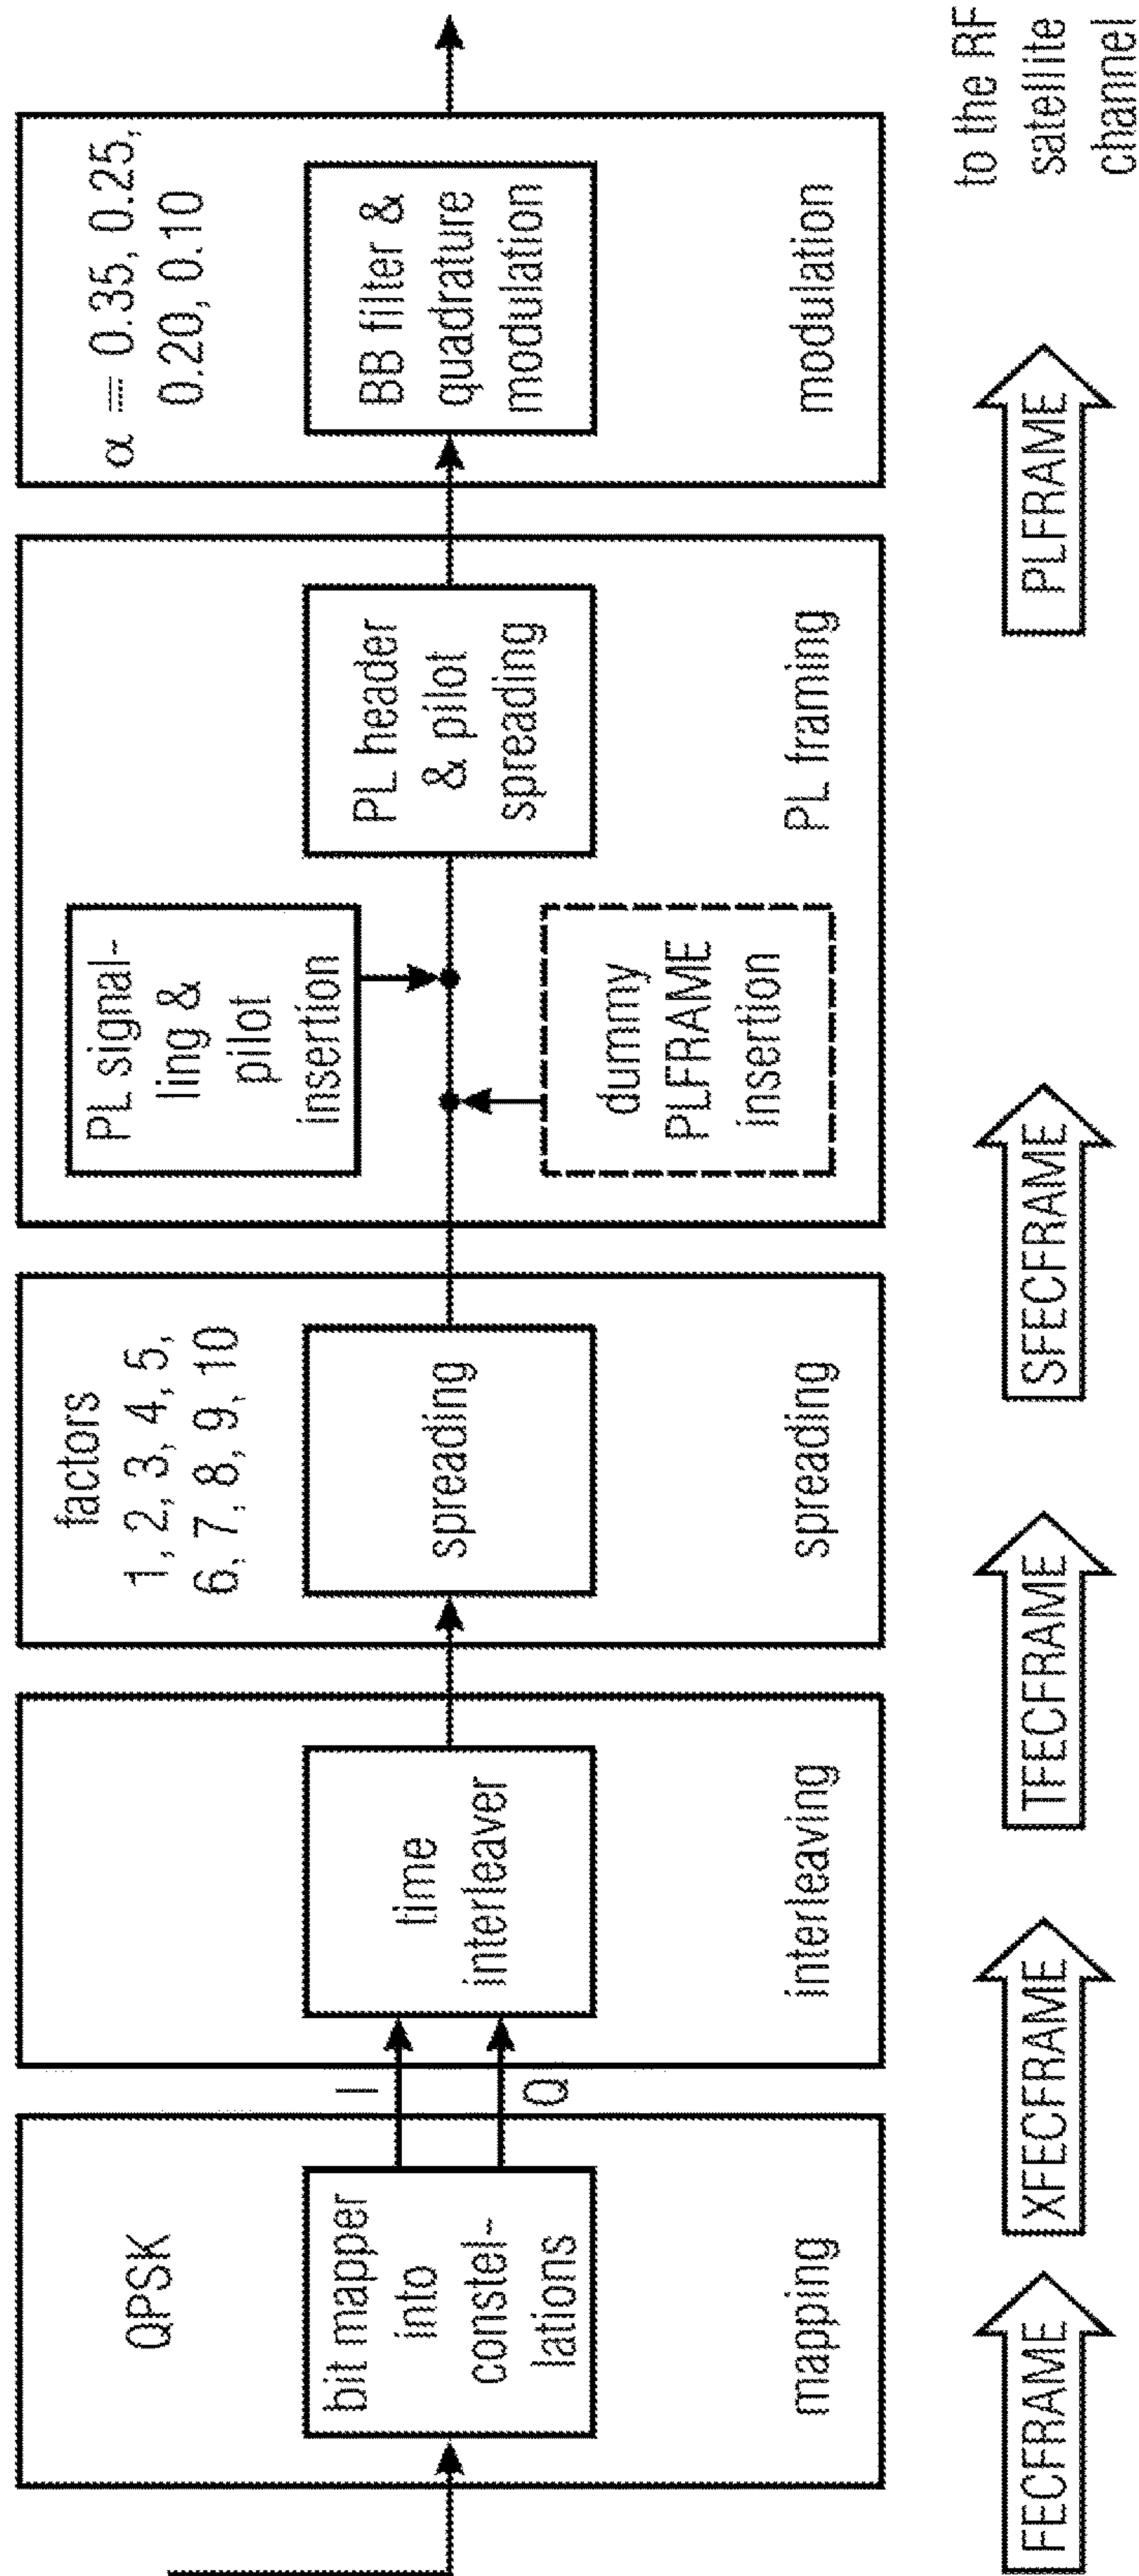 QPSK
bit mapper
into
constel-
lations
mapping
I
Q
time
interleaver
interleaving
factors
1, 2, 3, 4, 5,
6, 7, 8, 9, 10
spreading
spreading
PL signal-
ling &
pilot
insertion
dummy
PLFRAME
insertion
PL header
& pilot
spreading
PL framing
α = 0.35, 0.25,
0.20, 0.10
BB filter &
quadrature
modulation
modulation
FECFRAME
XFECFRAME
TFECFRAME
SFECFRAME
PLFRAME
to the RF
satellite
channel